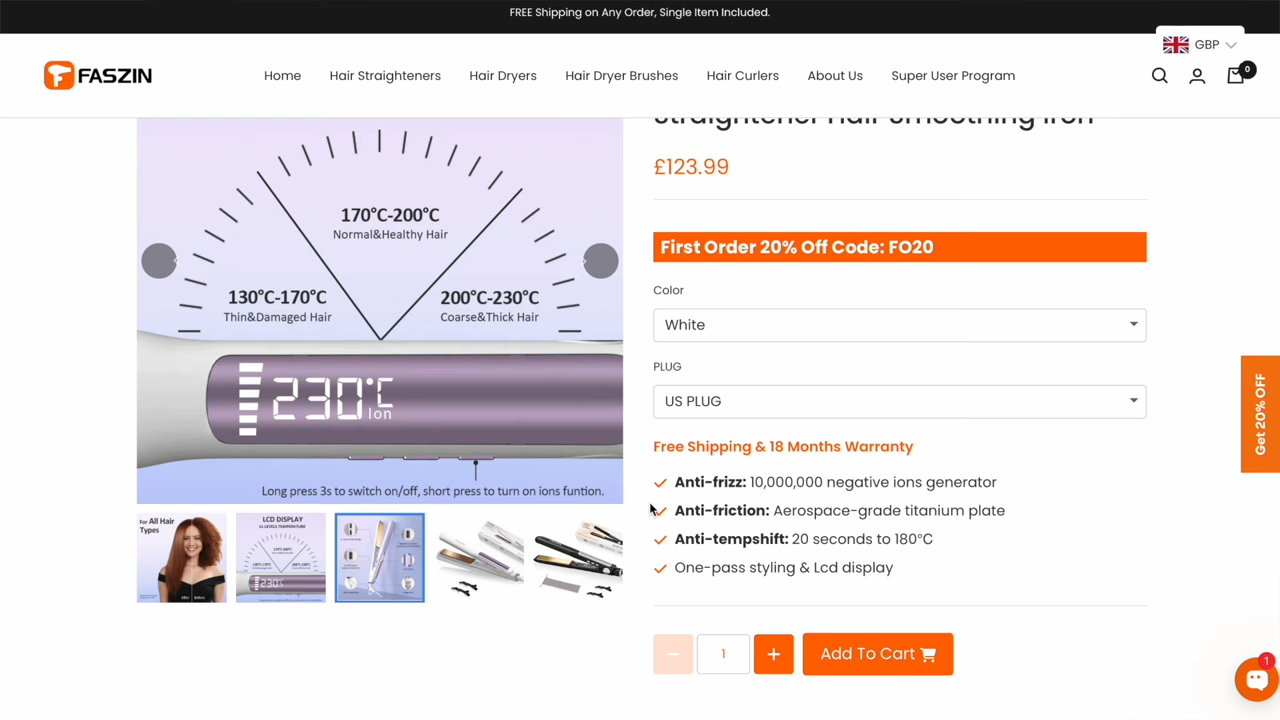 FREE Shipping on Any Order, Single Item Included.
GBP
FASZIN
Home
Hair Straighteners
Hair Dryers
Hair Dryer Brushes
Hair Curlers
About Us
Super User Program
0
Straightener Hair Smoothing Iron
£123.99
First Order 20% Off Code: FO20
Color
White
PLUG
US PLUG
Free Shipping & 18 Months Warranty
Anti-frizz: 10,000,000 negative ions generator
Anti-friction: Aerospace-grade titanium plate
Anti-tempshift: 20 seconds to 180°C
One-pass styling & Lcd display
1
Add To Cart
Get 20% OFF
1
170°C-200°C
Normal&Healthy Hair
130°C-170°C
Thin&Damaged Hair
200°C-230°C
Coarse&Thick Hair
230°C
Ion
Long press 3s to switch on/off, short press to turn on ions funtion.
For All Hair
Types
LCD DISPLAY